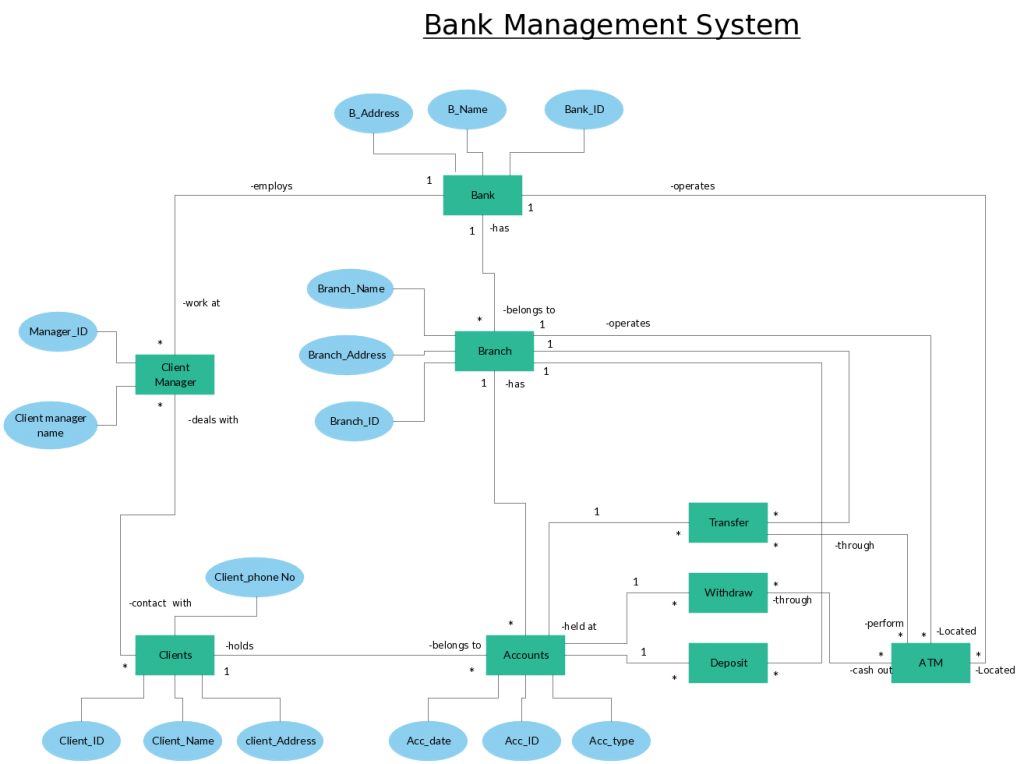 Bank Management System
B_Address
B_Name
Bank_ID
-employs
1
Bank
-operates
1
1
-has
Branch_Name
-work at
-belongs to
*
1
-operates
Manager_ID
*
Branch_Address
Branch
1
Client
Manager
1
1
-has
*
-deals with
Client manager
name
Branch_ID
1
Transfer
*
*
*
-through
Client_phone No
1
Withdraw
*
*
-through
-contact with
*
-held at
-perform
*
*
-Located
Clients
-holds
-belongs to
Accounts
1
Deposit
*
ATM
*
*
1
*
*
*
-cash out
-Located
Client_ID
Client_Name
client_Address
Acc_date
Acc_ID
Acc_type